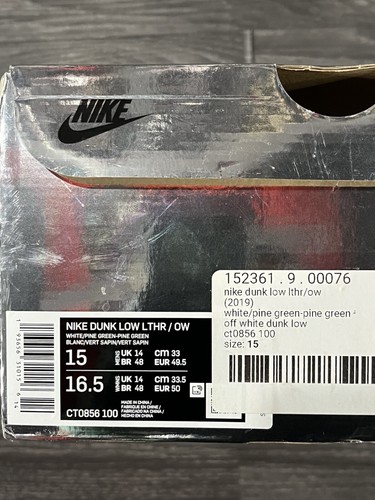 NIKE
152361 . 9 . 00076
nike dunk low lthr/ow
(2019)
white/pine green-pine green -
off white dunk low
ct0856 100
size: 15
NIKE DUNK LOW LTHR / OW
WHITE/PINE GREEN-PINE GREEN
BLANC/VERT SAPIN/VERT SAPIN
15 MENS UK 14 CM 33
BR 48 EUR 49.5
16.5 WMNS UK 14 CM 33.5
BR 48 EUR 50
CT0856 100
MADE IN CHINA /
FABRIQUÉ EN CHINE /
FABRICADO NA CHINA /
HECHO EN CHINA